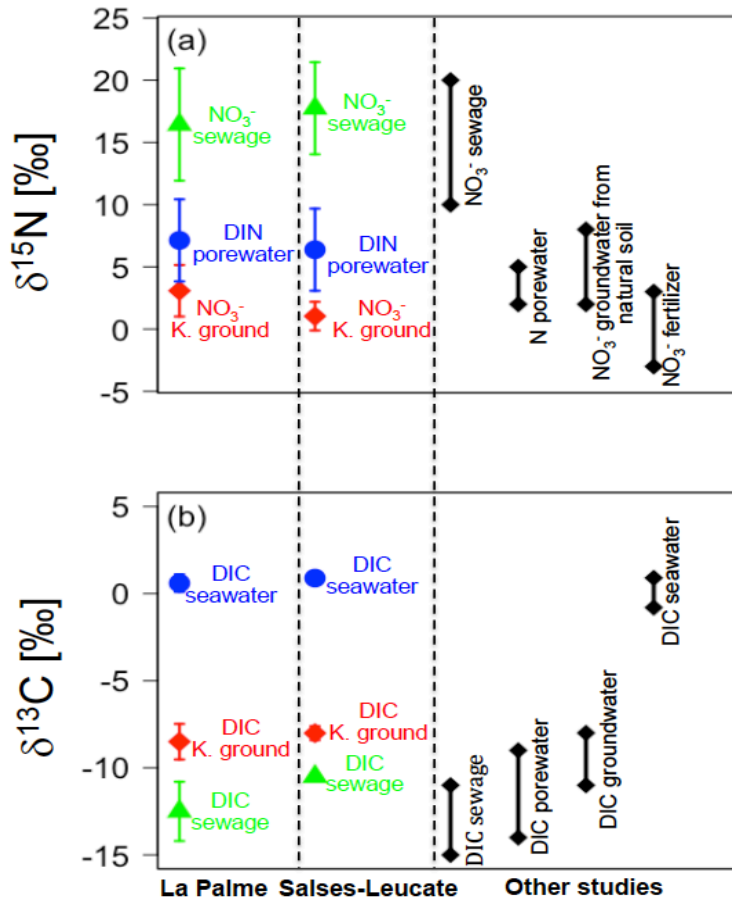 (a)
δ¹⁵N [‰]
25
20
15
10
5
0
-5
NO₃⁻
sewage
DIN
porewater
NO₃⁻
K. ground
NO₃⁻
sewage
DIN
porewater
NO₃⁻
K. ground
NO₃⁻ sewage
N porewater
NO₃⁻ groundwater from
natural soil
NO₃⁻ fertilizer
(b)
δ¹³C [‰]
5
0
-5
-10
-15
DIC
seawater
DIC
K. ground
DIC
sewage
DIC
seawater
DIC
K. ground
DIC
sewage
DIC sewage
DIC porewater
DIC groundwater
DIC seawater
La Palme Salses-Leucate Other studies